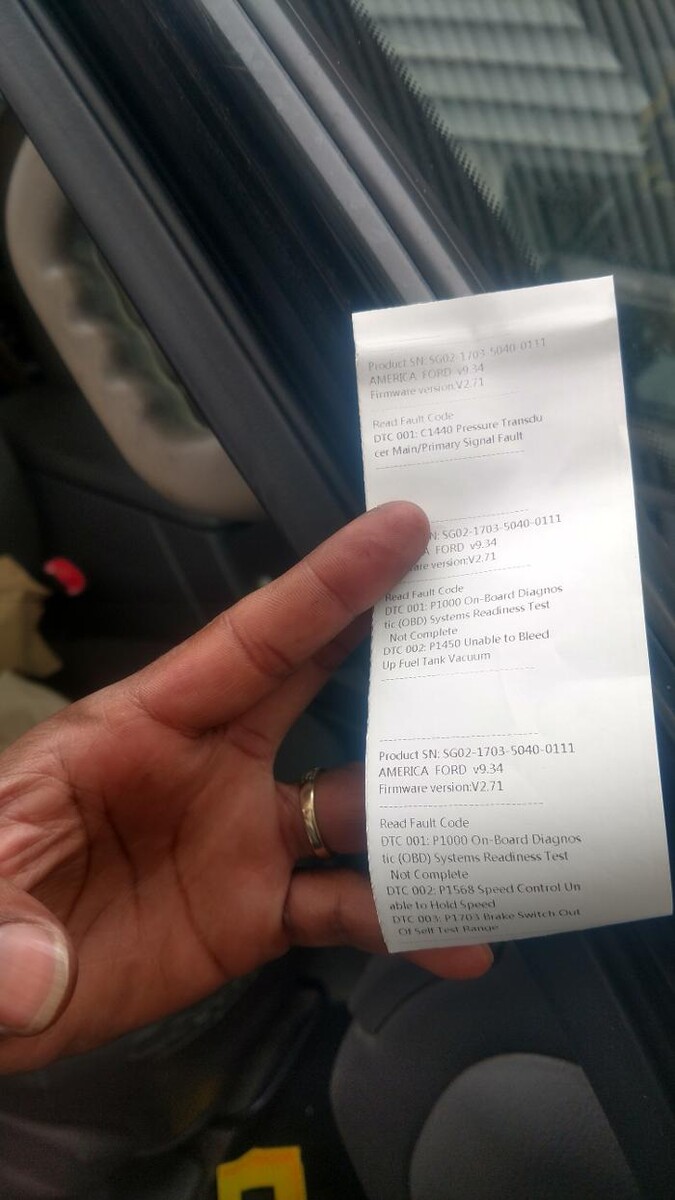 Product SN: SG02-1703-5040-0111
AMERICA FORD v9.34
Firmware version:V2.71
Read Fault Code
DTC 001: C1440 Pressure Transdu
cer Main/Primary Signal Fault
N: SG02-1703-5040-0111
A FORD v9.34
ware version:V2.71
Read Fault Code
DTC 001: P1000 On-Board Diagnos
tic (OBD) Systems Readiness Test
Not Complete
DTC 002: P1450 Unable to Bleed
Up Fuel Tank Vacuum
Product SN: SG02-1703-5040-0111
AMERICA FORD v9.34
Firmware version:V2.71
Read Fault Code
DTC 001: P1000 On-Board Diagnos
tic (OBD) Systems Readiness Test
Not Complete
DTC 002: P1568 Speed Control Un
able to Hold Speed
DTC 003: P1703 Brake Switch Out
Of Self Test Range